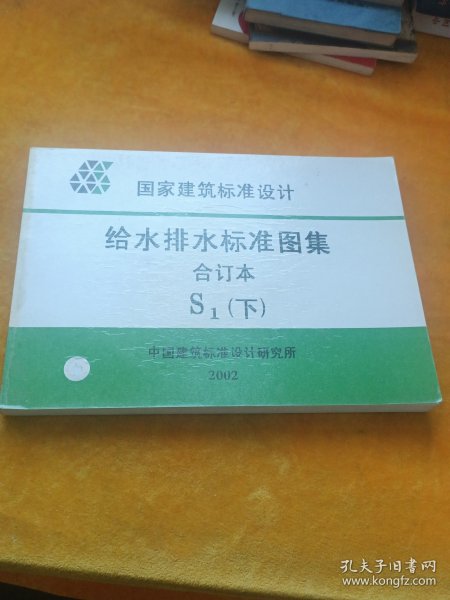 国家建筑标准设计
给水排水标准图集
合订本
S1(下)
中国建筑标准设计研究所
2002
孔夫子旧书网
www.kongfz.com